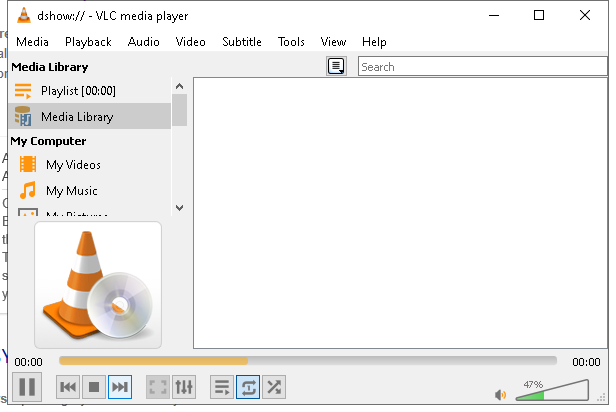 dshow:// - VLC media player
Media Playback Audio Video Subtitle Tools View Help
Media Library
Search
Playlist [00:00]
Media Library
My Computer
My Videos
My Music
My Pictures
00:00
00:00
47%